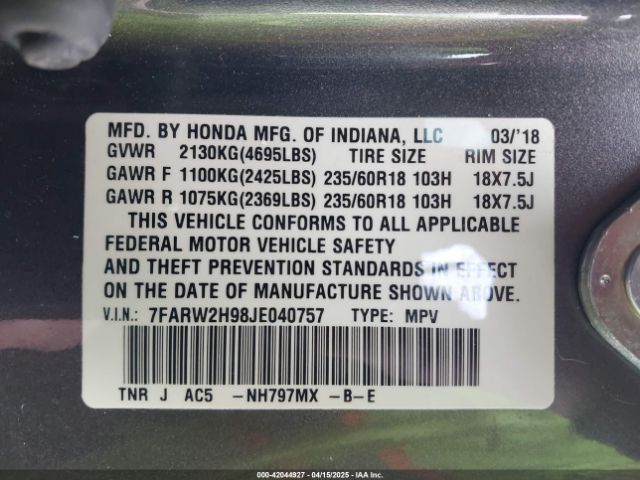 MFD. BY HONDA MFG. OF INDIANA, LLC 03/'18
GVWR 2130KG(4695LBS) TIRE SIZE RIM SIZE
GAWR F 1100KG(2425LBS) 235/60R18 103H 18X7.5J
GAWR R 1075KG(2369LBS) 235/60R18 103H 18X7.5J
THIS VEHICLE CONFORMS TO ALL APPLICABLE
FEDERAL MOTOR VEHICLE SAFETY
AND THEFT PREVENTION STANDARDS IN EFFECT
ON THE DATE OF MANUFACTURE SHOWN ABOVE.
V.I.N.: 7FARW2H98JE040757 TYPE: MPV
TNR J AC5 -NH797MX -B-E
000-42044927 - 04/15/2025 - IAAI.COM